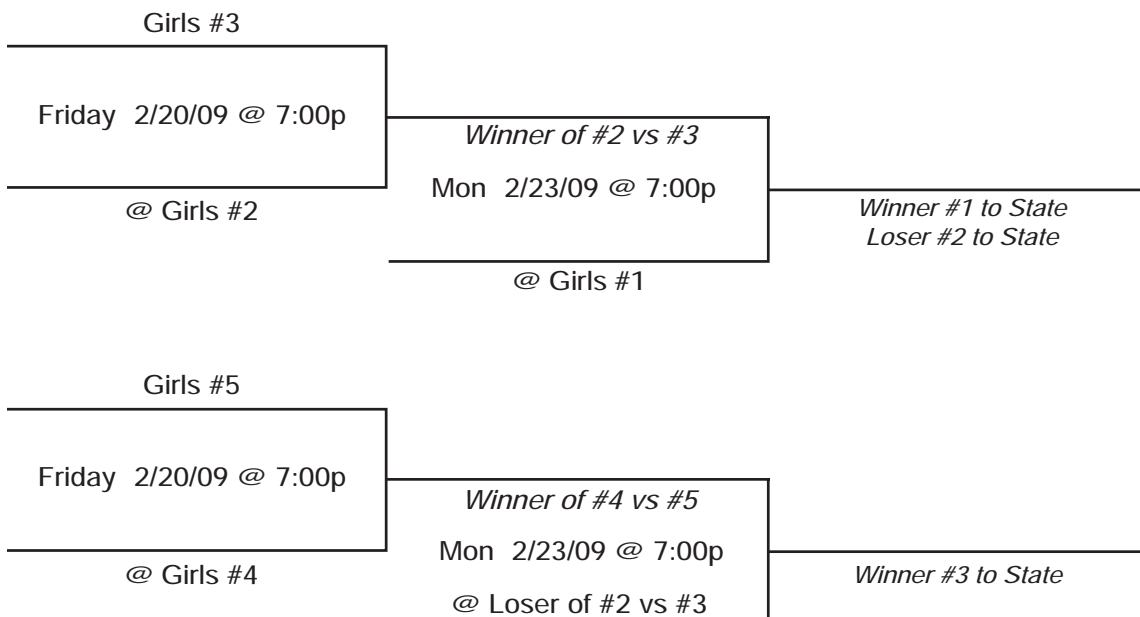 Girls #3
Friday 2/20/09 @ 7:00p
@ Girls #2
Winner of #2 vs #3
Mon 2/23/09 @ 7:00p
@ Girls #1
Winner #1 to State
Loser #2 to State
Girls #5
Friday 2/20/09 @ 7:00p
@ Girls #4
Winner of #4 vs #5
Mon 2/23/09 @ 7:00p
@ Loser of #2 vs #3
Winner #3 to State